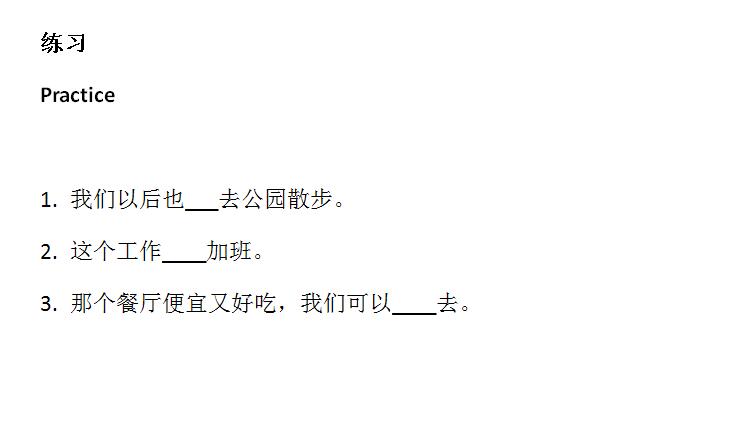 练习
Practice
1. 我们以后也___去公园散步。
2. 这个工作____加班。
3. 那个餐厅便宜又好吃，我们可以____去。